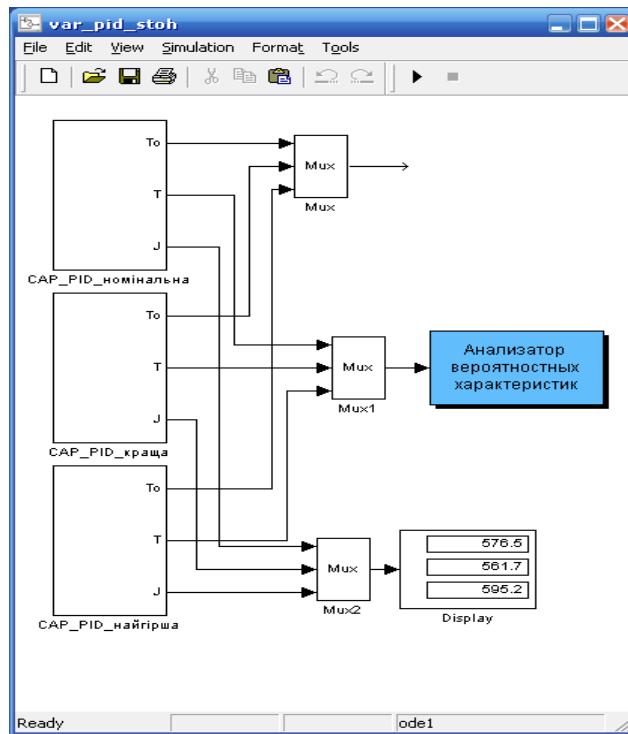 var_pid_stoh
File Edit View Simulation Format Tools
To
T
J
CAP_PID_номінальна
To
T
J
CAP_PID_краща
To
T
J
CAP_PID_найгірша
Mux
Mux
Mux
Mux1
Анализатор
вероятностных
характеристик
Mux
Mux2
576.5
561.7
595.2
Display
Ready ode1